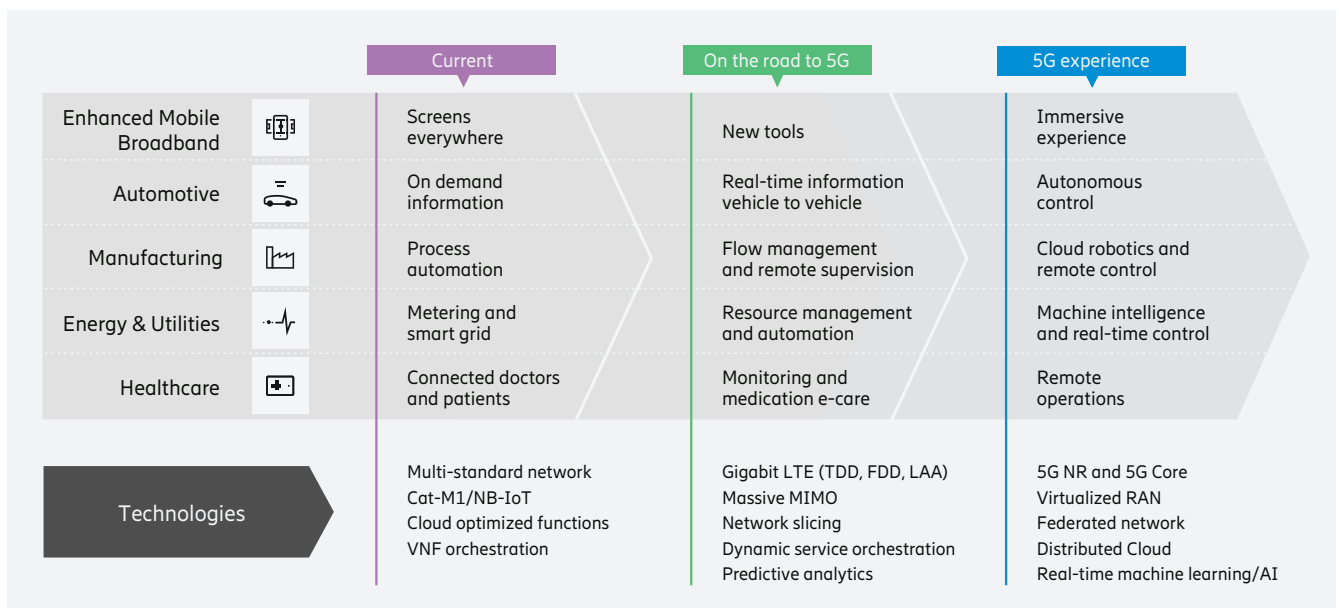 Current
On the road to 5G
5G experience
Enhanced Mobile
Broadband
Screens
everywhere
New tools
Immersive
experience
Automotive
On demand
information
Real-time information
vehicle to vehicle
Autonomous
control
Manufacturing
Process
automation
Flow management
and remote supervision
Cloud robotics and
remote control
Energy & Utilities
Metering and
smart grid
Resource management
and automation
Machine intelligence
and real-time control
Healthcare
Connected doctors
and patients
Monitoring and
medication e-care
Remote
operations
Technologies
Multi-standard network
Cat-M1/NB-IoT
Cloud optimized functions
VNF orchestration
Gigabit LTE (TDD, FDD, LAA)
Massive MIMO
Network slicing
Dynamic service orchestration
Predictive analytics
5G NR and 5G Core
Virtualized RAN
Federated network
Distributed Cloud
Real-time machine learning/AI